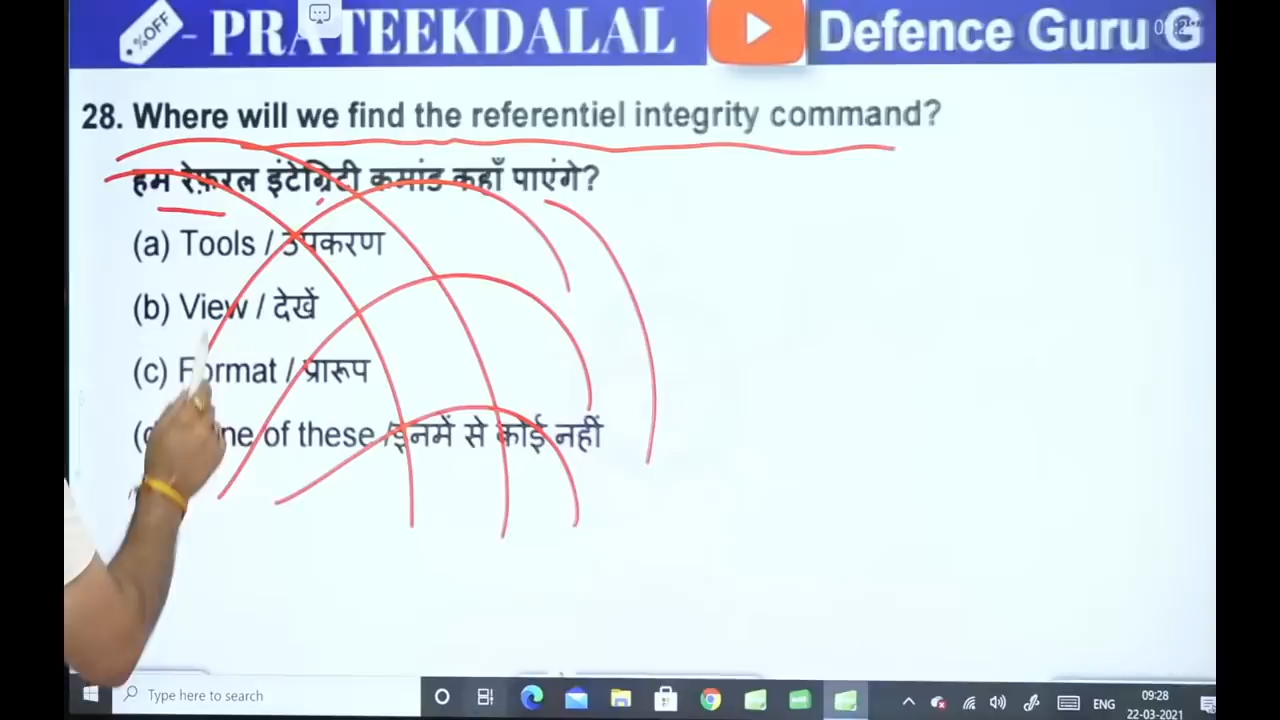 %OFF - PRATEEKDALAL Defence Guru G
28. Where will we find the referentiel integrity command?
हम रेफ़रल इंटेग्रिटी कमांड कहाँ पाएंगे?
(a) Tools / उपकरण
(b) View / देखें
(c) Format / प्रारूप
of these /इनमें से कोई नहीं
Type here to search
ENG
09:28
22-03-2021